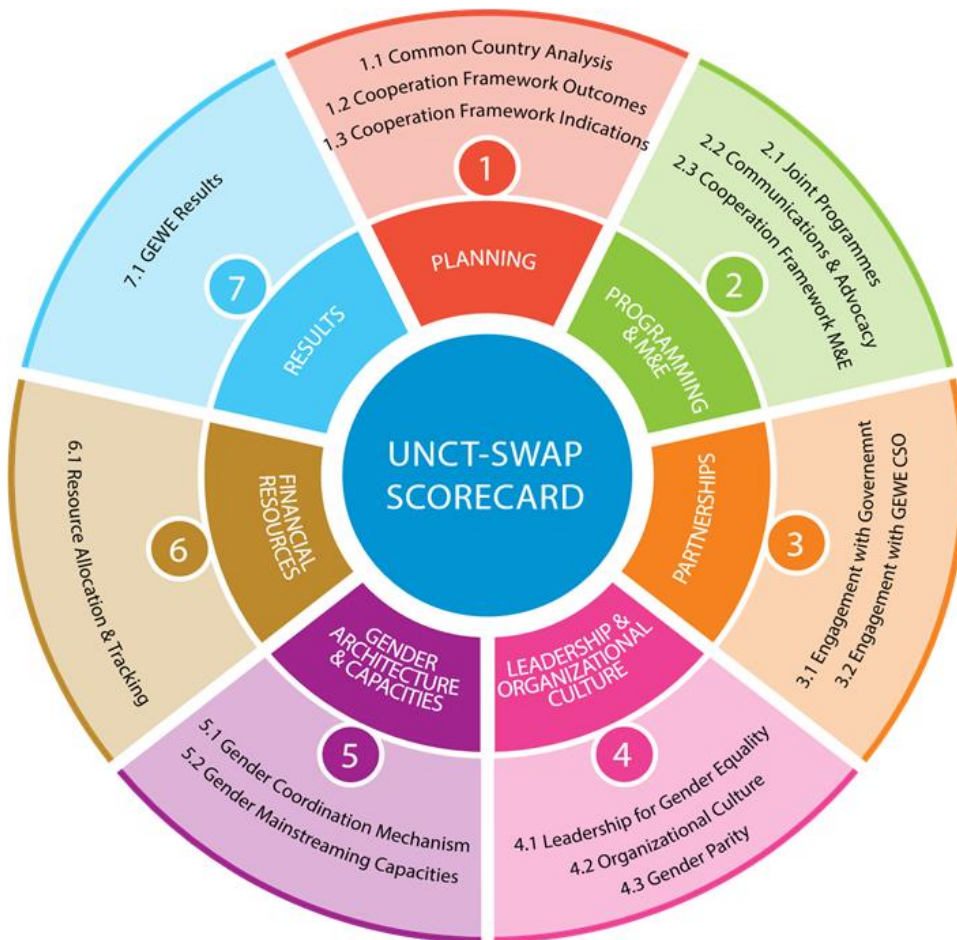 UNCT-SWAP
SCORECARD
1
PLANNING
1.1 Common Country Analysis
1.2 Cooperation Framework Outcomes
1.3 Cooperation Framework Indications
2
PROGRAMMING
& M&E
2.1 Joint Programmes
2.2 Communications & Advocacy
2.3 Cooperation Framework M&E
3
PARTNERSHIPS
3.1 Engagement with Governemnt
3.2 Engagement with GEWE CSO
4
LEADERSHIP &
ORGANIZATIONAL
CULTURE
4.1 Leadership for Gender Equality
4.2 Organizational Culture
4.3 Gender Parity
5
GENDER
ARCHITECTURE
& CAPACITIES
5.1 Gender Coordination Mechanism
5.2 Gender Mainstreaming Capacities
6
FINANCIAL
RESOURCES
6.1 Resource Allocation & Tracking
7
RESULTS
7.1 GEWE Results